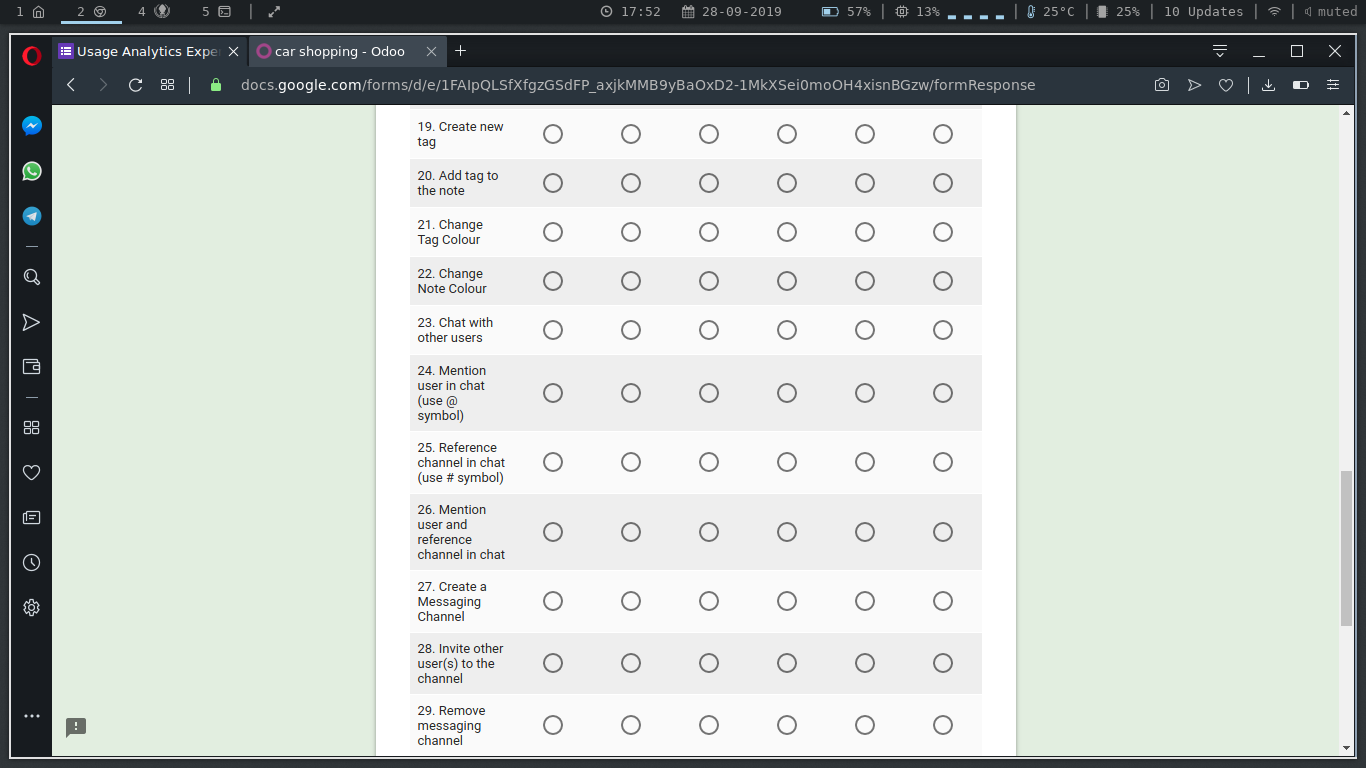 1 2 4 5 17:52 28-09-2019 57% 13% 25°C 25% 10 Updates muted
Usage Analytics Expe car shopping - Odoo
docs.google.com/forms/d/e/1FAIpQLSfXfgzGSdFP_axjkMMB9yBaOxD2-1MkXSei0moOH4xisnBGzw/formResponse
19. Create new
tag
20. Add tag to
the note
21. Change
Tag Colour
22. Change
Note Colour
23. Chat with
other users
24. Mention
user in chat
(use @
symbol)
25. Reference
channel in chat
(use # symbol)
26. Mention
user and
reference
channel in chat
27. Create a
Messaging
Channel
28. Invite other
user(s) to the
channel
29. Remove
messaging
channel